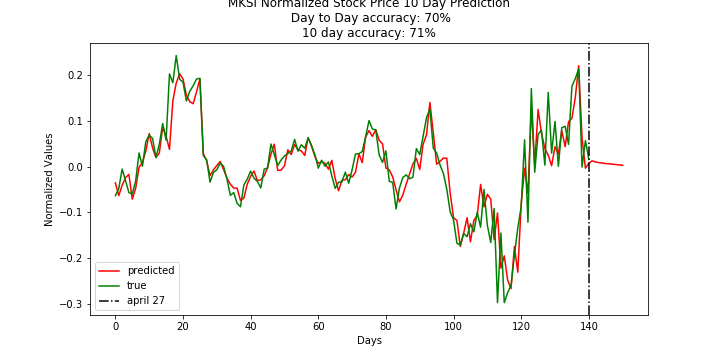 MKSI Normalized Stock Price 10 Day Prediction
Day to Day accuracy: 70%
10 day accuracy: 71%
Normalized Values
0.2
0.1
0.0
−0.1
−0.2
−0.3
predicted
true
april 27
0
20
40
60
80
100
120
140
Days